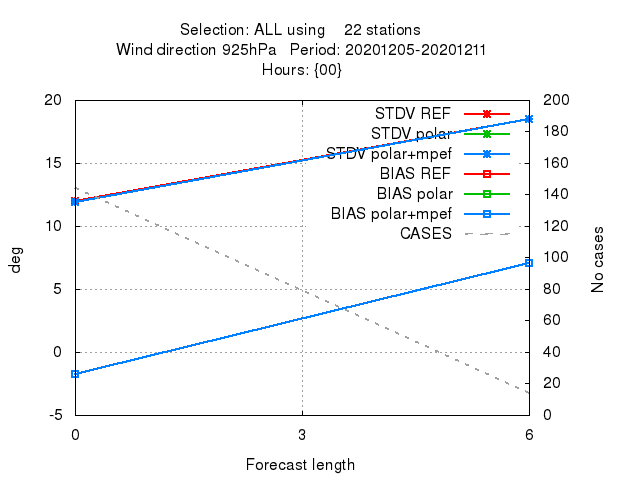 Selection: ALL using    22 stations
Wind direction 925hPa   Period: 20201205-20201211
Hours: {00}
20
200
STDV REF
180
STDV polar
15
160
STDV polar+mpef
140
BIAS REF
BIAS polar
10
120
BIAS polar+mpef
CASES
deg
100
No cases
5
80
60
0
40
20
-5
0
0
3
6
Forecast length